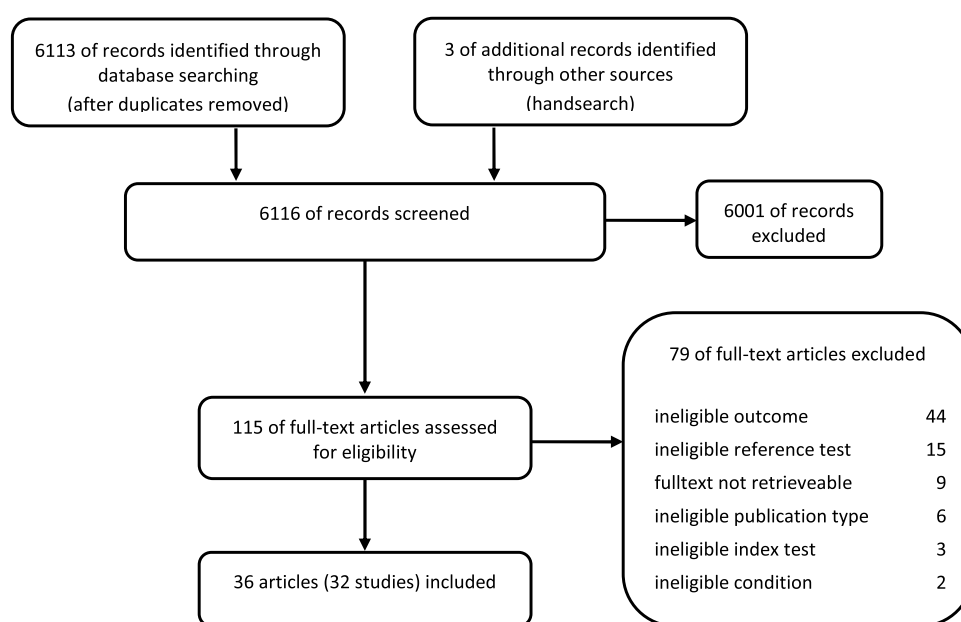 6113 of records identified through
database searching
(after duplicates removed)
3 of additional records identified
through other sources
(handsearch)
6116 of records screened
6001 of records
excluded
79 of full-text articles excluded
ineligible outcome 44
ineligible reference test 15
fulltext not retrieveable 9
ineligible publication type 6
ineligible index test 3
ineligible condition 2
115 of full-text articles assessed
for eligibility
36 articles (32 studies) included